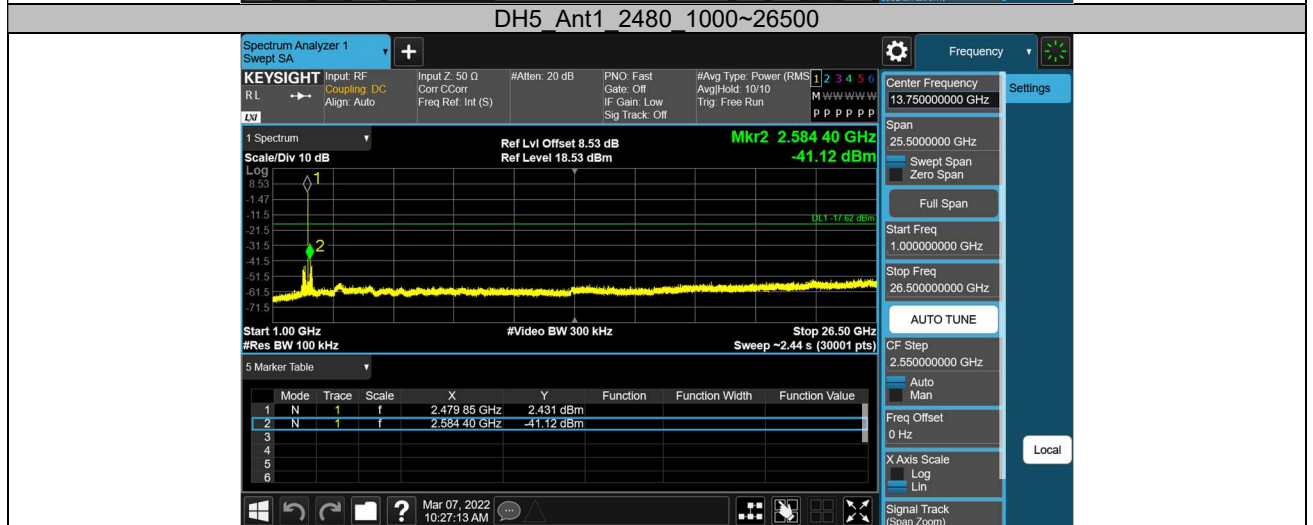 DH5_Ant1_2480_1000~26500
Spectrum Analyzer 1
Swept SA
+
Frequency
KEYSIGHT
RL
LXI
Input: RF
Coupling: DC
Align: Auto
Input Z: 50 Ω
Corr CCorr
Freq Ref: Int (S)
#Atten: 20 dB
PNO: Fast
Gate: Off
IF Gain: Low
Sig Track: Off
#Avg Type: Power (RMS
Avg|Hold: 10/10
Trig: Free Run
1 2 3 4 5 6
M W W W W W
P P P P P P
1 Spectrum
Scale/Div 10 dB
Ref Lvl Offset 8.53 dB
Ref Level 18.53 dBm
Mkr2 2.584 40 GHz
-41.12 dBm
Log
8.53
-1.47
-11.5
-21.5
-31.5
-41.5
-51.5
-61.5
-71.5
1
2
DL1 -17.62 dBm
Start 1.00 GHz
#Res BW 100 kHz
#Video BW 300 kHz
Stop 26.50 GHz
Sweep ~2.44 s (30001 pts)
5 Marker Table
Mode Trace Scale X Y Function Function Width Function Value
1 N 1 f 2.479 85 GHz 2.431 dBm
2 N 1 f 2.584 40 GHz -41.12 dBm
3
4
5
6
?
Mar 07, 2022
10:27:13 AM
Center Frequency
13.750000000 GHz
Span
25.5000000 GHz
Swept Span
Zero Span
Full Span
Start Freq
1.000000000 GHz
Stop Freq
26.500000000 GHz
AUTO TUNE
CF Step
2.550000000 GHz
Auto
Man
Freq Offset
0 Hz
X Axis Scale
Log
Lin
Signal Track
(Span Zoom)
Settings
Local